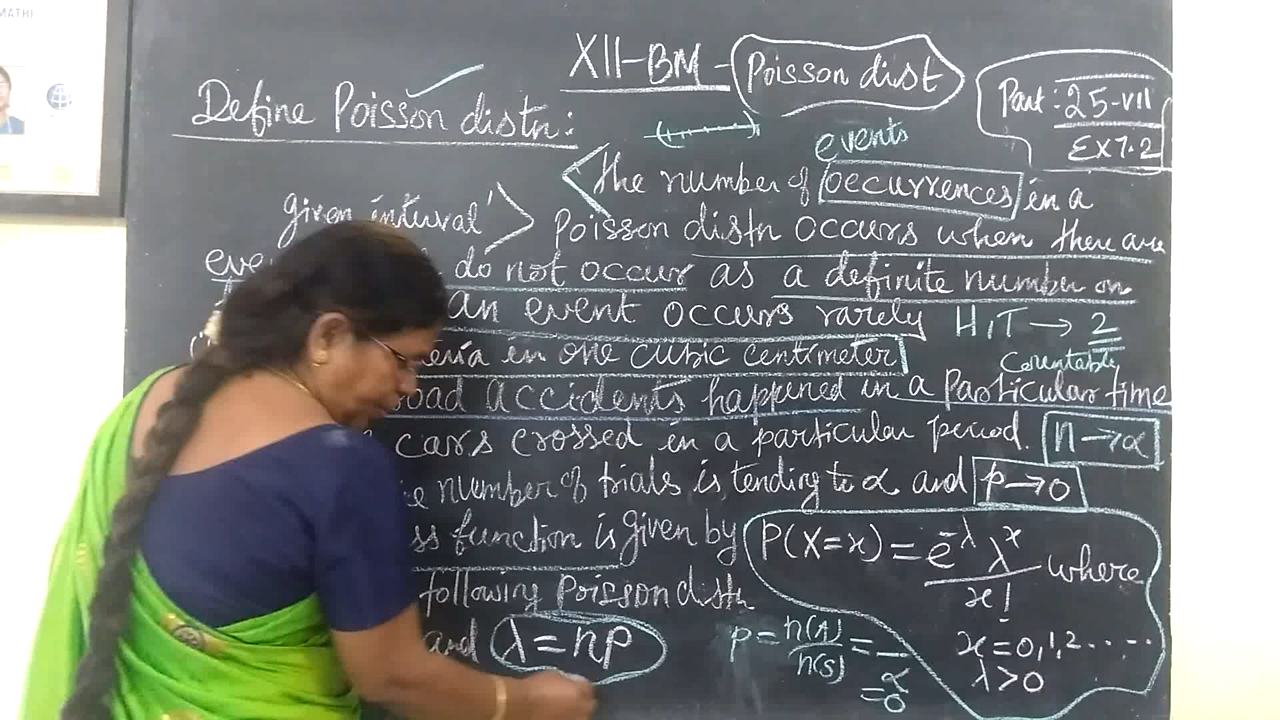 MATHI
XII-BM-Poisson dist
Part: 25-VII
Ex 7.2
Define Poisson distn:
events
the number of occurrences in a
given interval' Poisson distn occurs when there are
do not occur as a definite number on
an event occurs rarely H,T → 2
in one cubic centimeter
Countable
accidents happened in a Particular time
cars crossed in a particular period. n→α
number of trials is tending to α and p→0
function is given by P(X=x) = e^-λ λ^x / x! where
following Poisson distn
and λ=np p = n(A)/n(S) = —/α = 0 x=0,1,2.....
λ>0